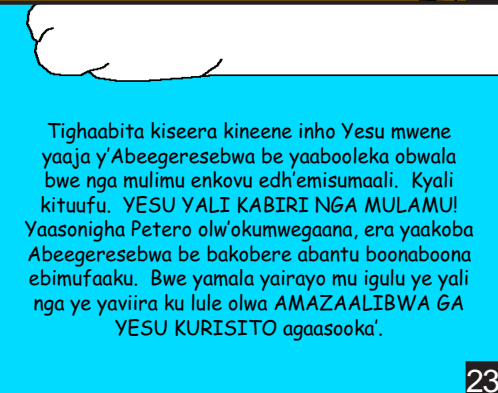 Tighaabita kiseera kineene inho Yesu mwene
yaaja y'Abeegeresebwa be yaabooleka obwala
bwe nga mulimu enkovu edh'emisumaali. Kyali
kituufu. YESU YALI KABIRI NGA MULAMU!
Yaasonigha Petero olw'okumwegaana, era yaakoba
Abeegeresebwa be bakobere abantu boonaboona
ebimufaaku. Bwe yamala yairayo mu igulu ye yali
nga ye yaviira ku lule olwa AMAZAALIBWA GA
YESU KURISITO agaasooka'.
23